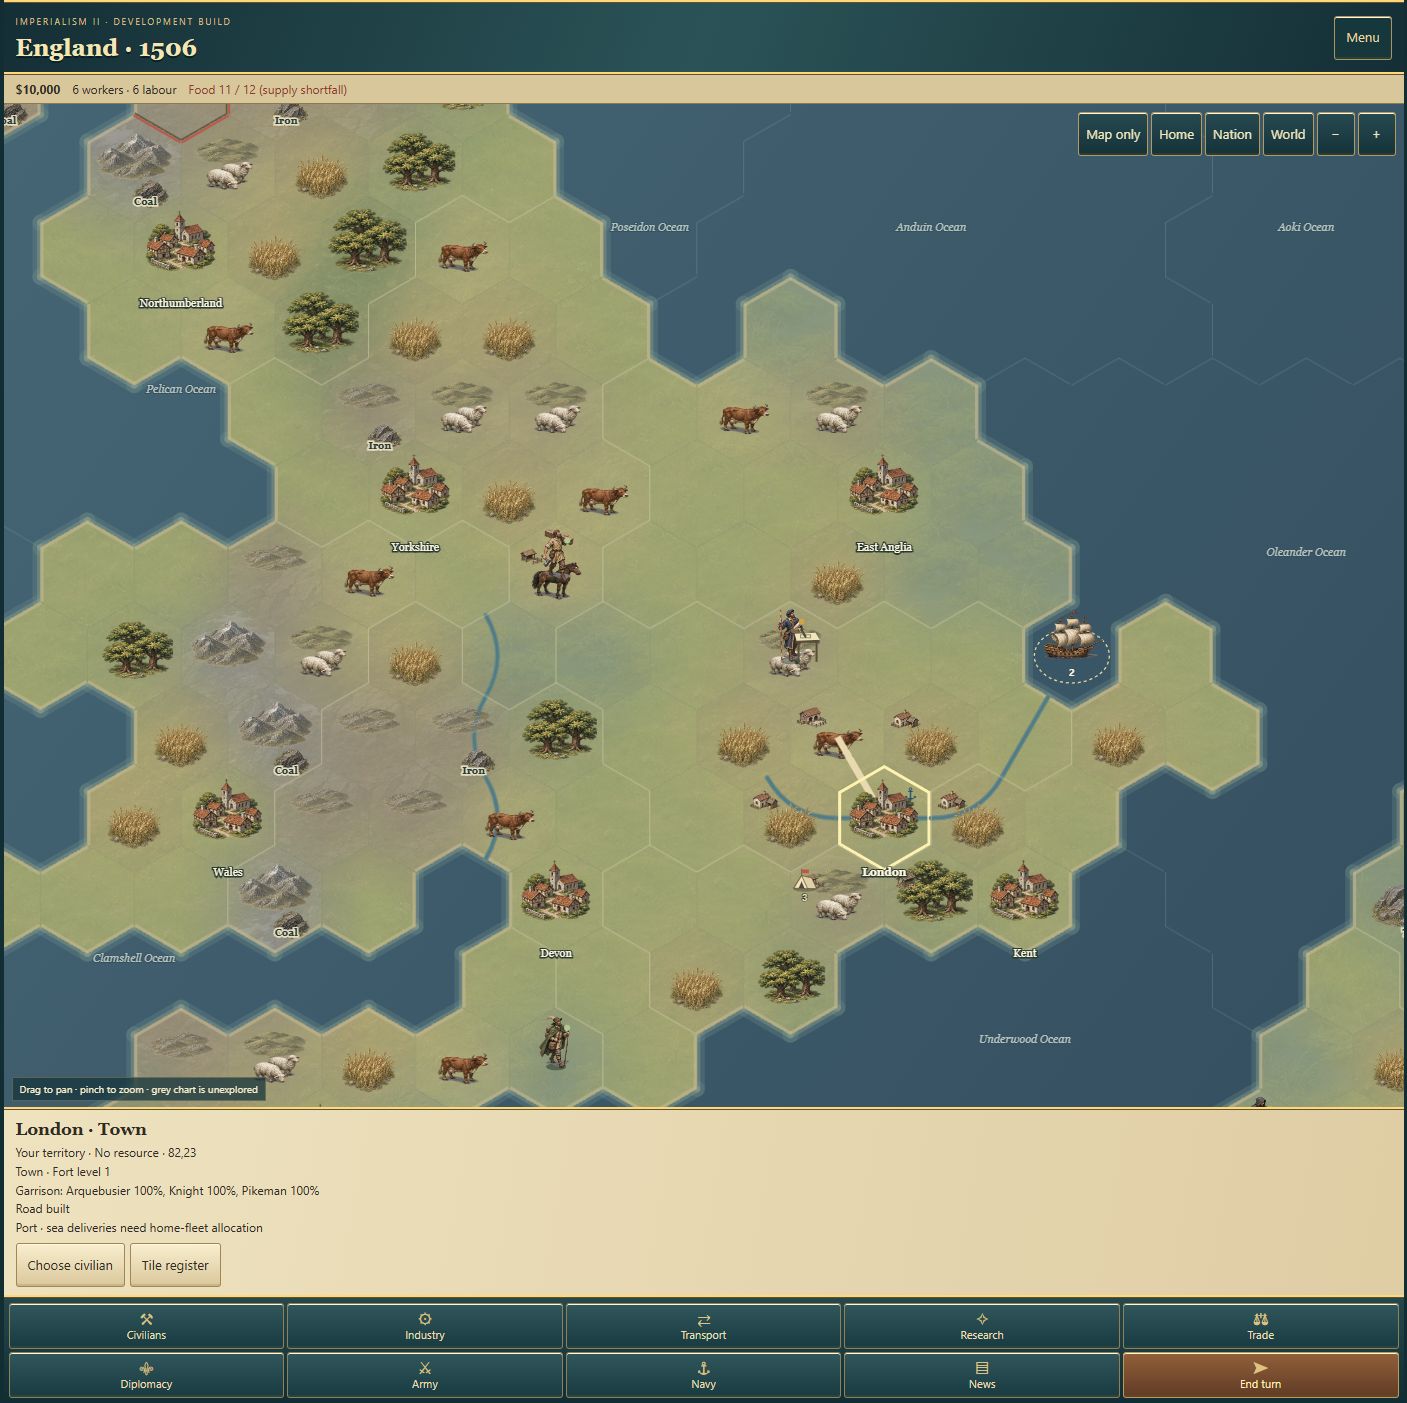 IMPERIALISM II · DEVELOPMENT BUILD
England · 1506
Menu
$10,000 6 workers · 6 labour Food 11 / 12 (supply shortfall)
Iron
Map only Home Nation World − +
Coal
Poseidon Ocean
Anduin Ocean
Aoki Ocean
Northumberland
Pelican Ocean
Iron
Yorkshire
East Anglia
Oleander Ocean
2
Coal
Iron
Wales
London
3
Coal
Devon
Kent
Clamshell Ocean
Underwood Ocean
Drag to pan · pinch to zoom · grey chart is unexplored
London · Town
Your territory · No resource · 82,23
Town · Fort level 1
Garrison: Arquebusier 100%, Knight 100%, Pikeman 100%
Road built
Port · sea deliveries need home-fleet allocation
Choose civilian Tile register
Civilians Industry Transport Research Trade
Diplomacy Army Navy News End turn